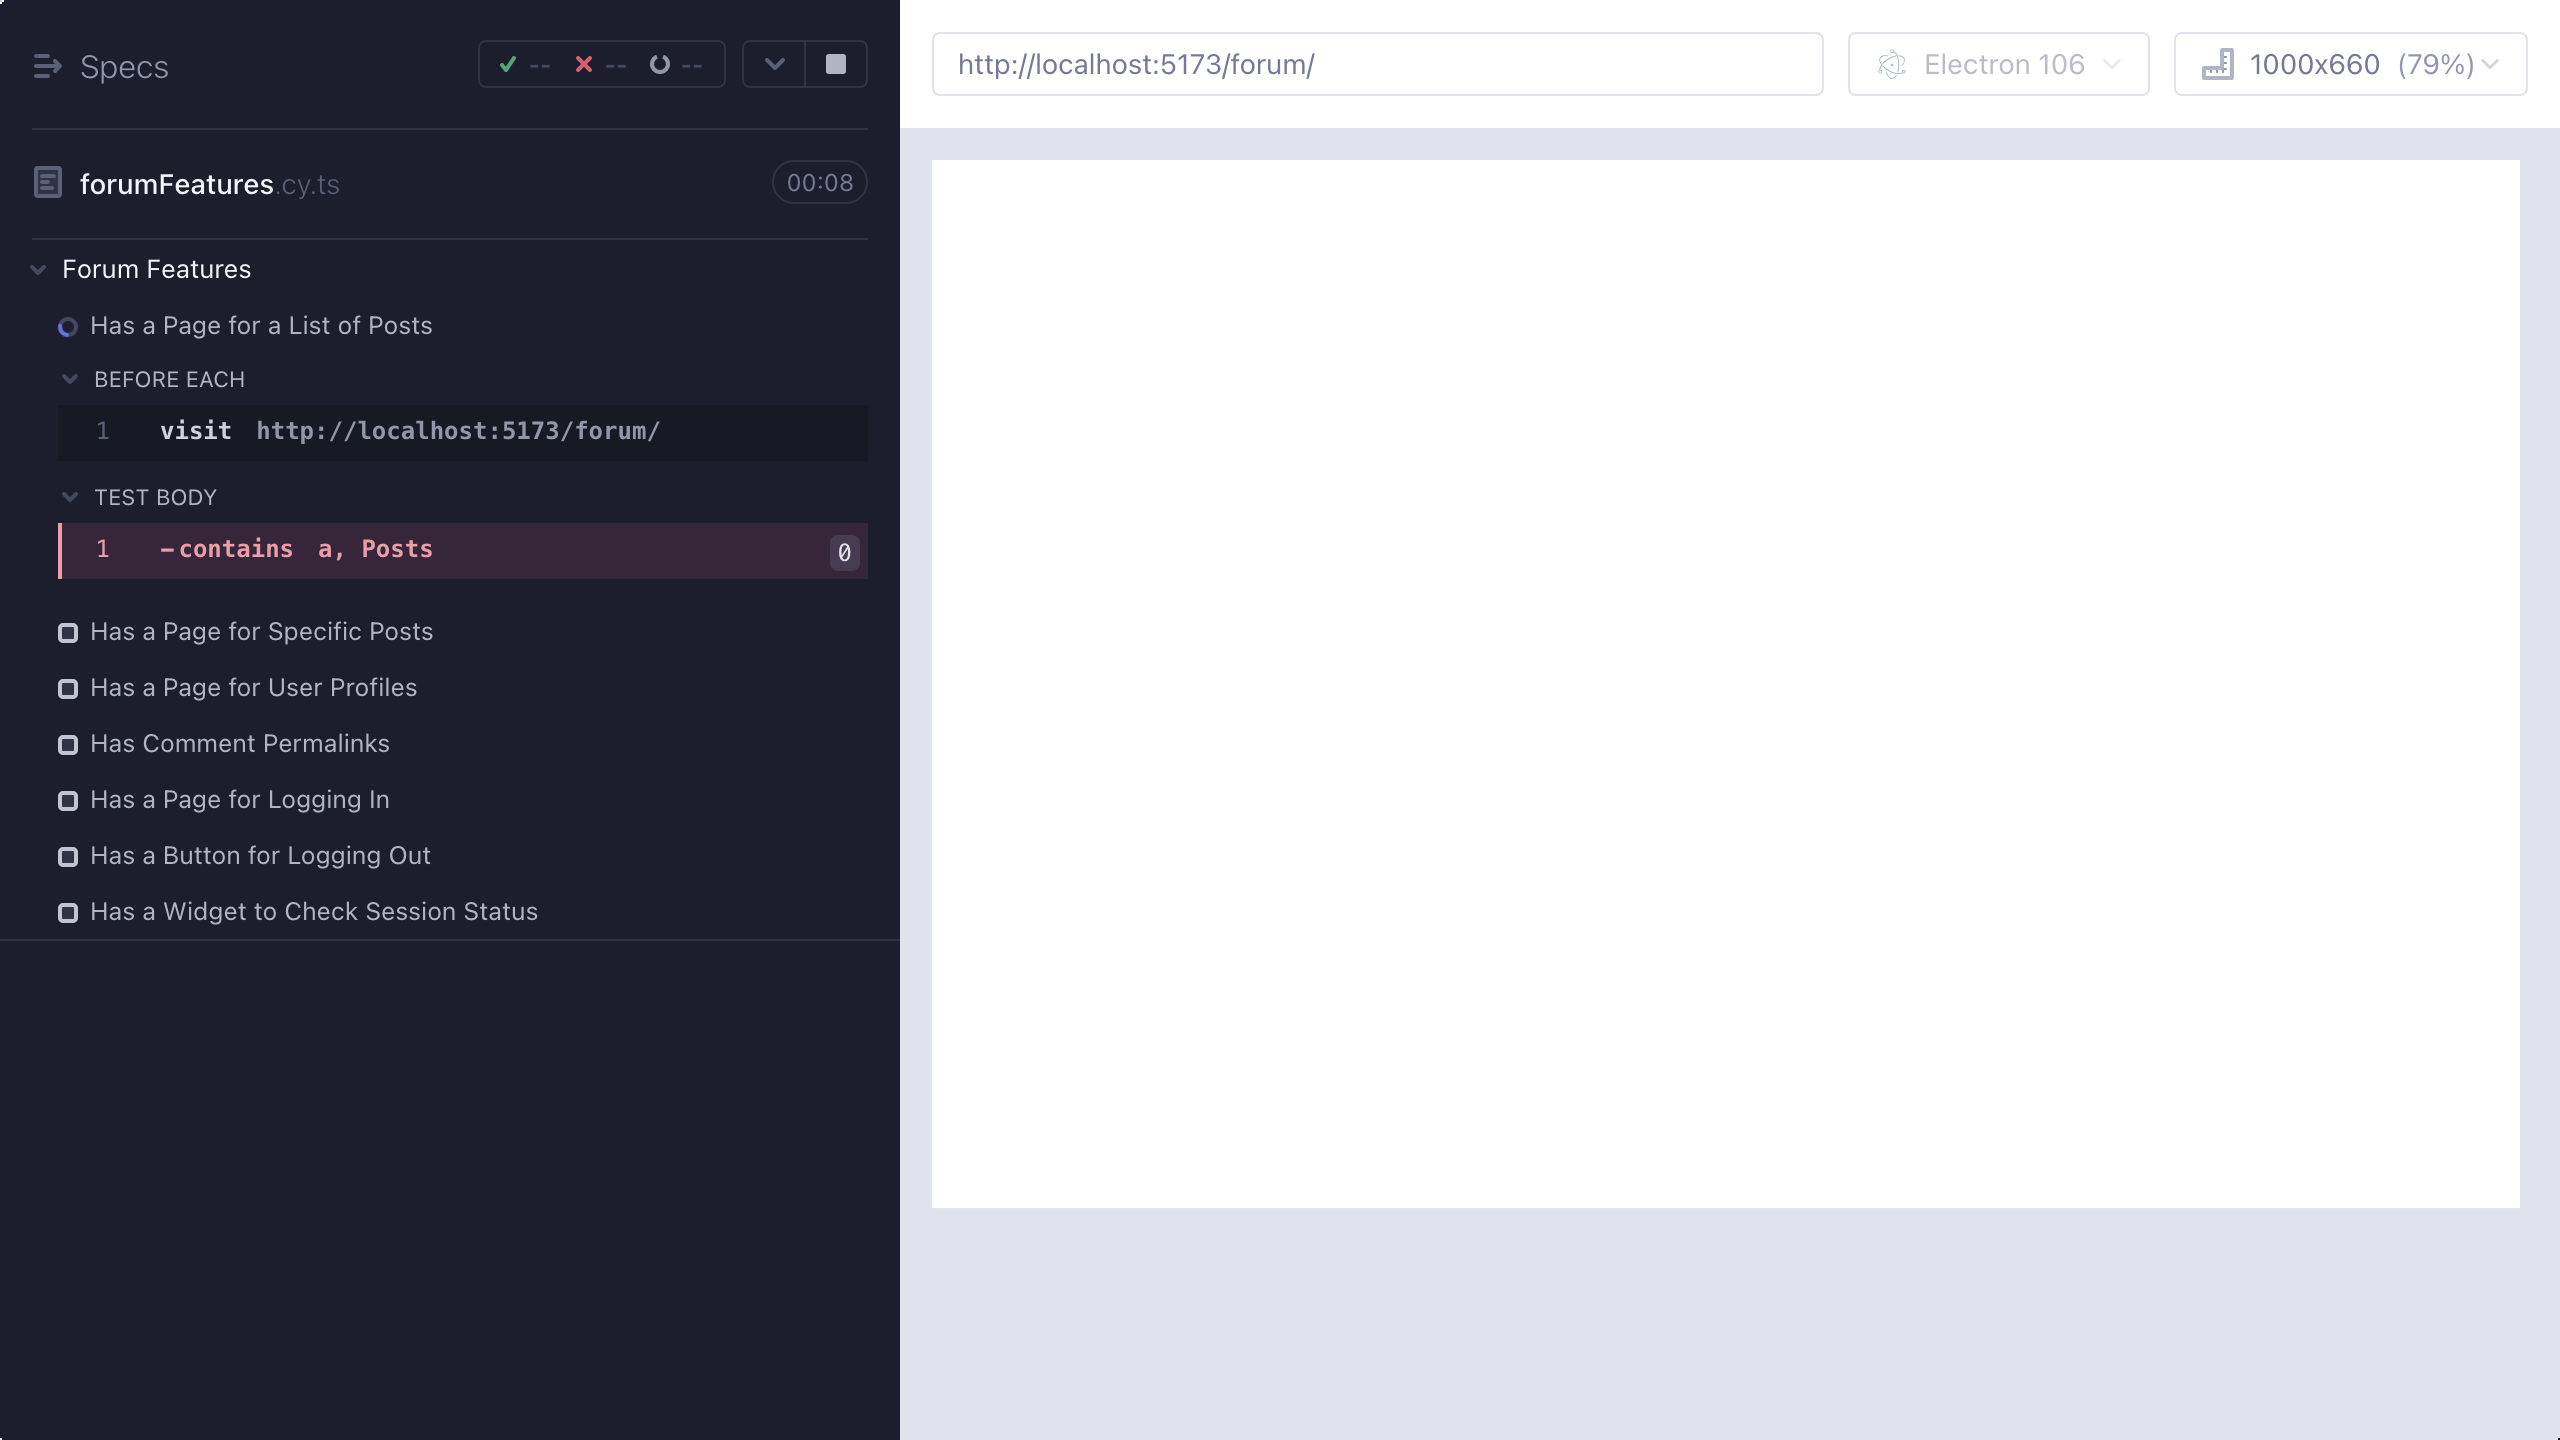 Specs
-- -- --
forumFeatures.cy.ts 00:08
Forum Features
Has a Page for a List of Posts
BEFORE EACH
1 visit http://localhost:5173/forum/
TEST BODY
1 -contains a, Posts 0
Has a Page for Specific Posts
Has a Page for User Profiles
Has Comment Permalinks
Has a Page for Logging In
Has a Button for Logging Out
Has a Widget to Check Session Status
http://localhost:5173/forum/ Electron 106 1000x660 (79%)